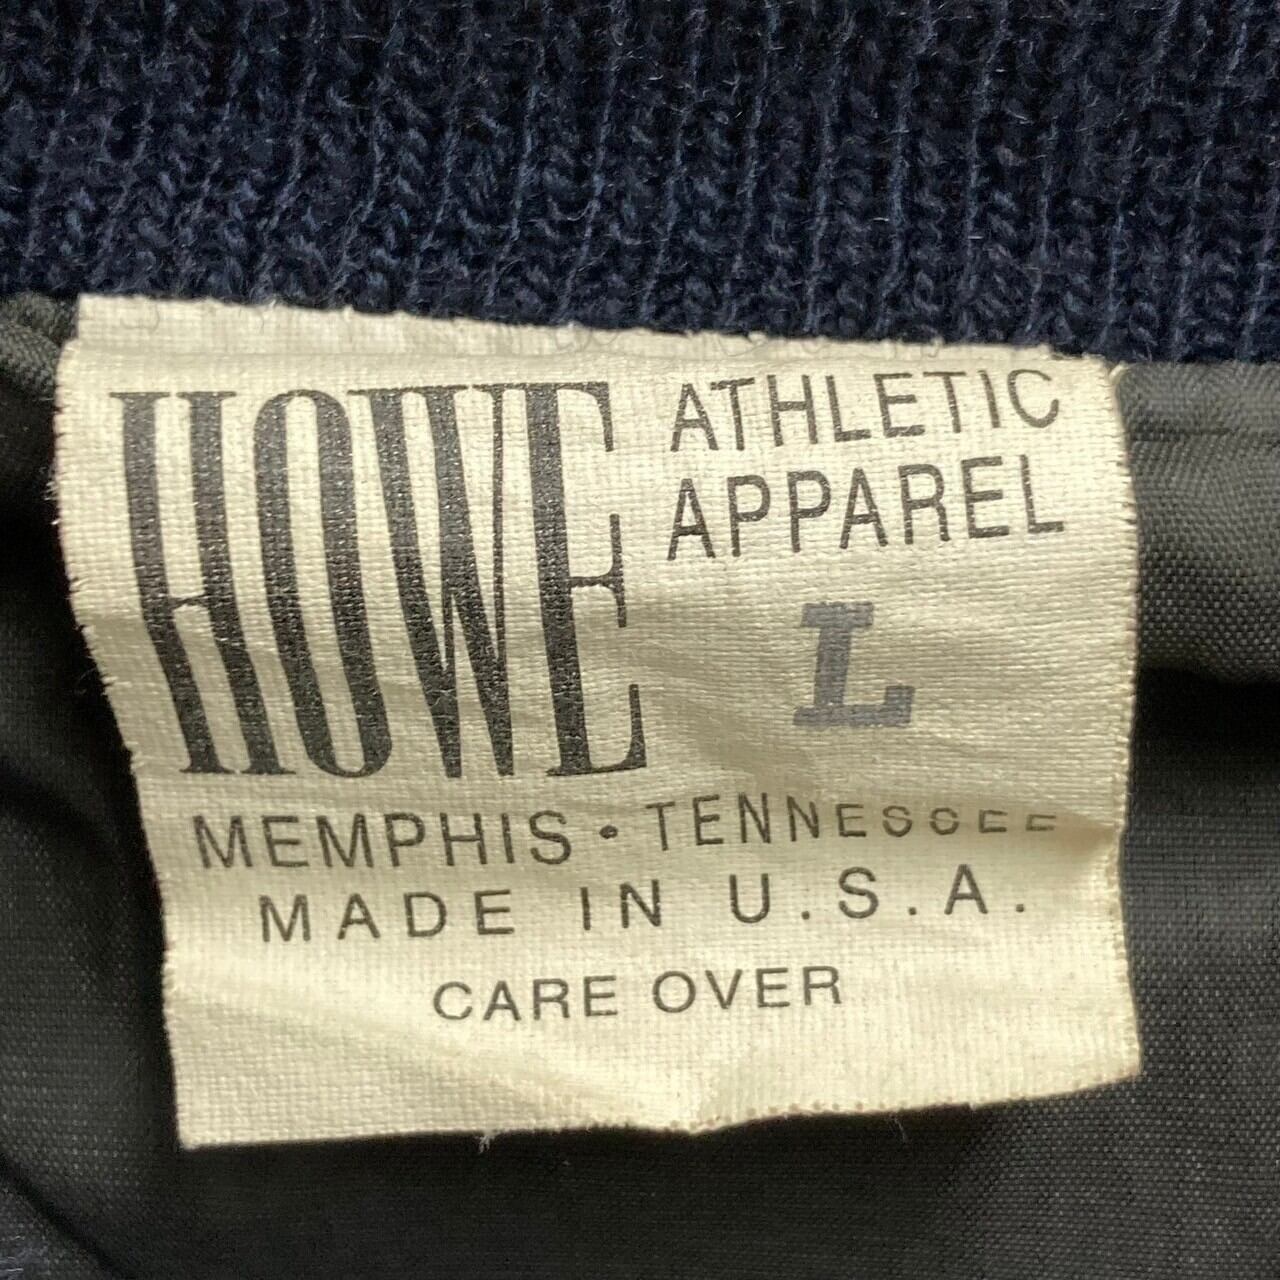 HOWE ATHLETIC
APPAREL
L
MEMPHIS • TENNESSEE
MADE IN U.S.A.
CARE OVER